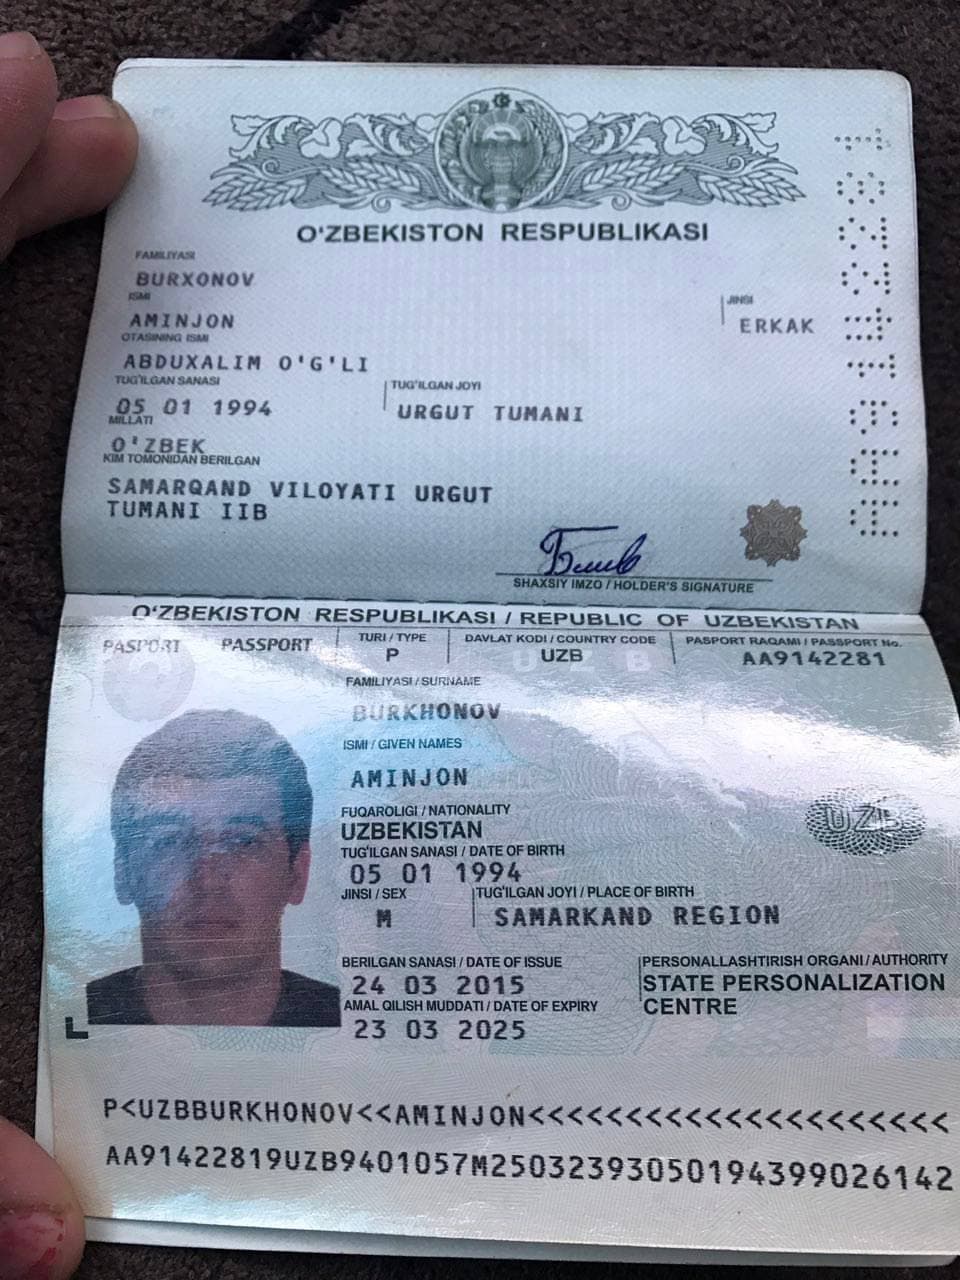 O'ZBEKISTON RESPUBLIKASI
FAMILIYASI
BURXONOV
ISMI
AMINJON
JINSI
ERKAK
OTASINING ISMI
ABDUXALIM O'G'LI
TUG'ILGAN SANASI
05 01 1994
TUG'ILGAN JOYI
URGUT TUMANI
MILLATI
O'ZBEK
KIM TOMONIDAN BERILGAN
SAMARQAND VILOYATI URGUT
TUMANI IIB
SHAXSIY IMZO / HOLDER'S SIGNATURE
AA9142281
O'ZBEKISTON RESPUBLIKASI / REPUBLIC OF UZBEKISTAN
PASPORT PASSPORT
TURI / TYPE
P
DAVLAT KODI / COUNTRY CODE
UZB
PASPORT RAQAMI / PASSPORT No.
AA9142281
UZB
FAMILIYASI / SURNAME
BURKHONOV
ISMI / GIVEN NAMES
AMINJON
FUQAROLIGI / NATIONALITY
UZBEKISTAN
UZB
TUG'ILGAN SANASI / DATE OF BIRTH
05 01 1994
JINSI / SEX
M
TUG'ILGAN JOYI / PLACE OF BIRTH
SAMARKAND REGION
BERILGAN SANASI / DATE OF ISSUE
24 03 2015
PERSONALLASHTIRISH ORGANI / AUTHORITY
STATE PERSONALIZATION
CENTRE
AMAL QILISH MUDDATI / DATE OF EXPIRY
23 03 2025
P<UZBBURKHONOV<<AMINJON<<<<<<<<<<<<<<<<<<<<<
AA91422819UZB9401057M25032393050194399026142